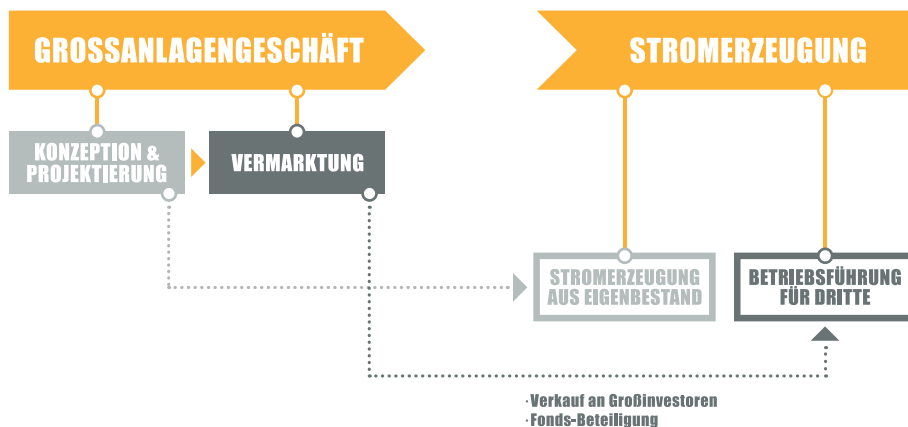 GROSSANLAGENGESCHÄFT
STROMERZEUGUNG
KONZEPTION &
PROJEKTIERUNG
VERMARKTUNG
STROMERZEUGUNG
AUS EIGENBESTAND
BETRIEBSFÜHRUNG
FÜR DRITTE
· Verkauf an Großinvestoren
· Fonds-Beteiligung